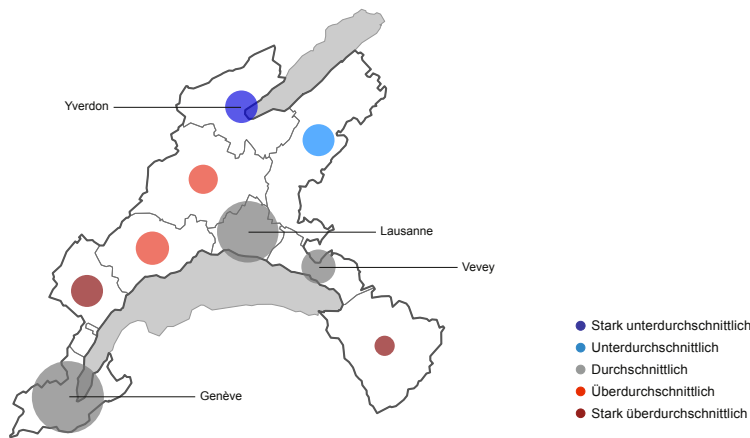 Yverdon
Lausanne
Vevey
Genève
Stark unterdurchschnittlich
Unterdurchschnittlich
Durchschnittlich
Überdurchschnittlich
Stark überdurchschnittlich